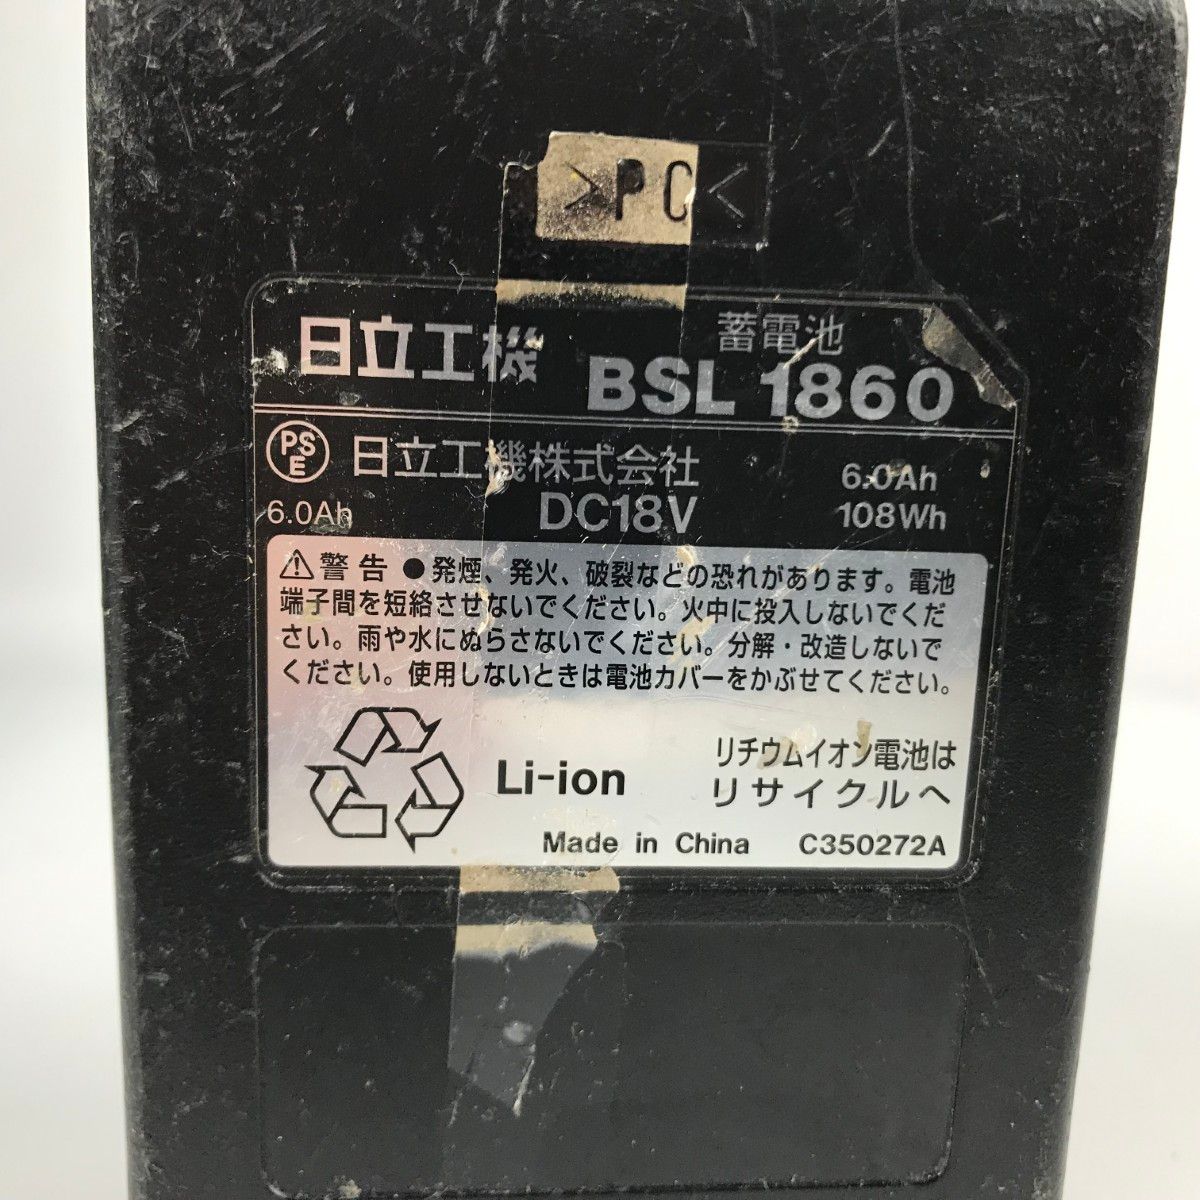 >PC<
日立工機
蓄電池
BSL 1860
PSE 日立工機株式会社 6.0Ah
6.0Ah DC18V 108Wh
⚠警告 ●発煙、発火、破裂などの恐れがあります。電池
端子間を短絡させないでください。火中に投入しないでくだ
さい。雨や水にぬらさないでください。分解・改造しないで
ください。使用しないときは電池カバーをかぶせてください。
Li-ion
リチウムイオン電池は
リサイクルへ
Made in China C350272A